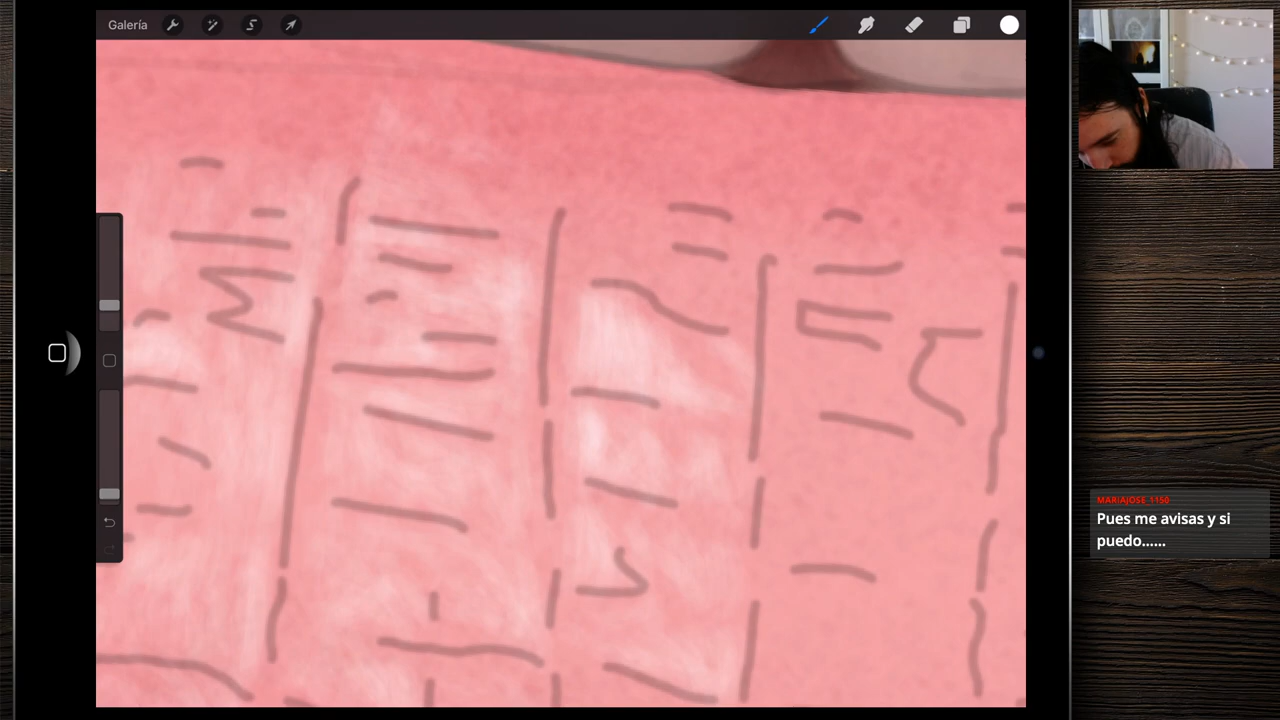 Galería
MARIAJOSE 1150
Pues me avisas y si
puedo......